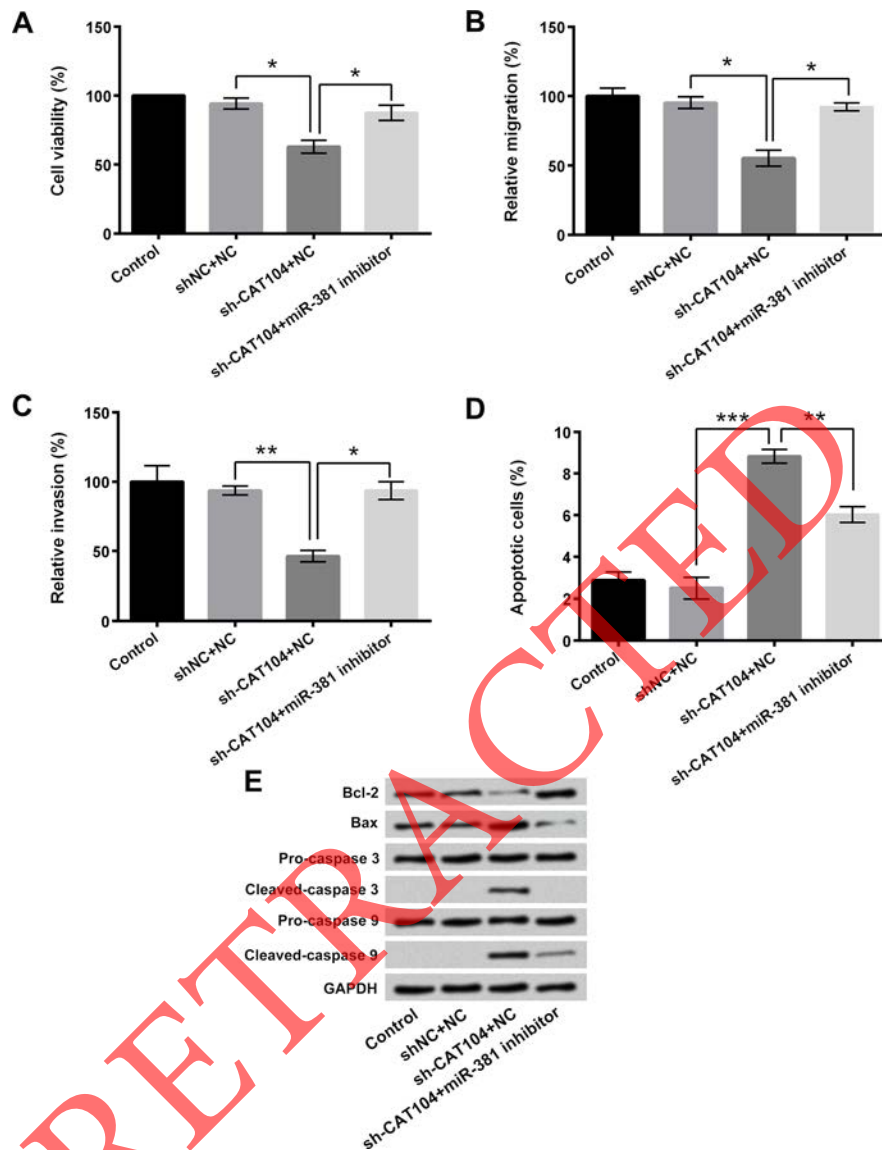 A
Cell viability (%)
150
100
50
0
*
*
Control
shNC+NC
sh-CAT104+NC
sh-CAT104+miR-381 inhibitor
B
Relative migration (%)
150
100
50
0
*
*
Control
shNC+NC
sh-CAT104+NC
sh-CAT104+miR-381 inhibitor
C
Relative invasion (%)
150
100
50
0
**
*
Control
shNC+NC
sh-CAT104+NC
sh-CAT104+miR-381 inhibitor
D
Apoptotic cells (%)
10
8
6
4
2
0
***
**
Control
shNC+NC
sh-CAT104+NC
sh-CAT104+miR-381 inhibitor
E
Bcl-2
Bax
Pro-caspase 3
Cleaved-caspase 3
Pro-caspase 9
Cleaved-caspase 9
GAPDH
Control
shNC+NC
sh-CAT104+NC
sh-CAT104+miR-381 inhibitor
RETRACTED